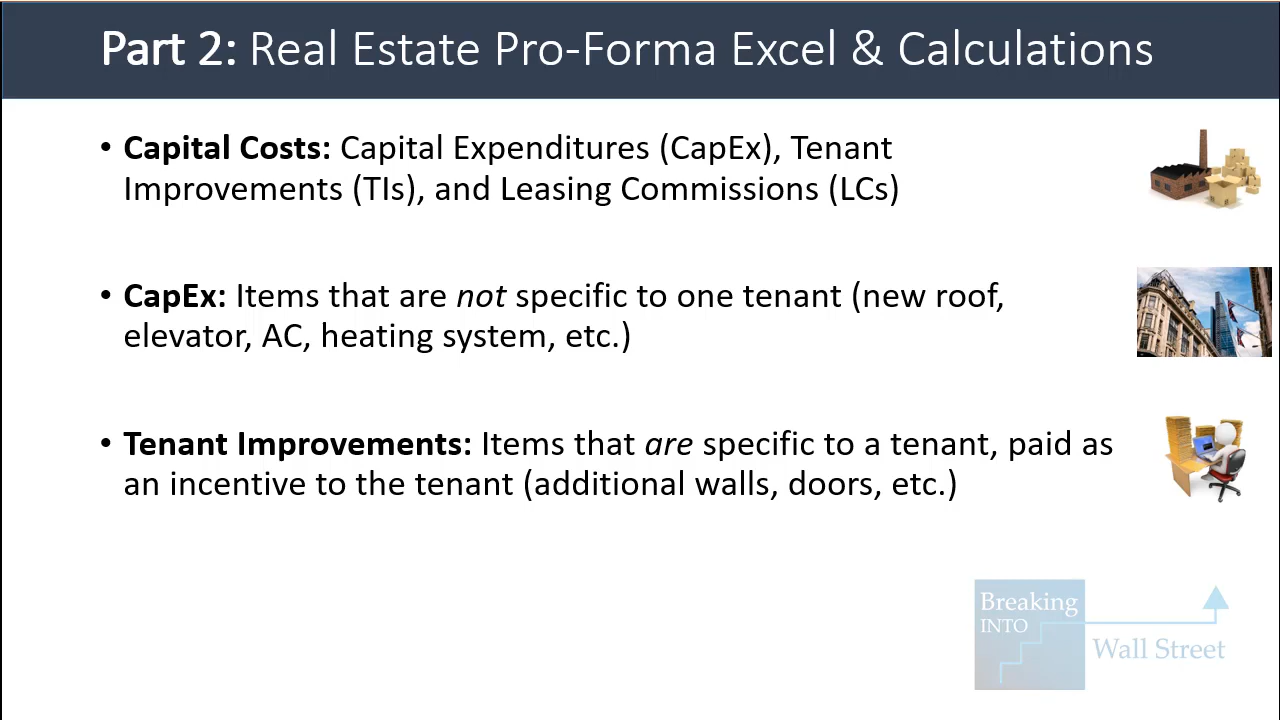 Part 2: Real Estate Pro-Forma Excel & Calculations
• Capital Costs: Capital Expenditures (CapEx), Tenant
Improvements (TIs), and Leasing Commissions (LCs)
• CapEx: Items that are not specific to one tenant (new roof,
elevator, AC, heating system, etc.)
• Tenant Improvements: Items that are specific to a tenant, paid as
an incentive to the tenant (additional walls, doors, etc.)
Breaking
INTO
Wall Street